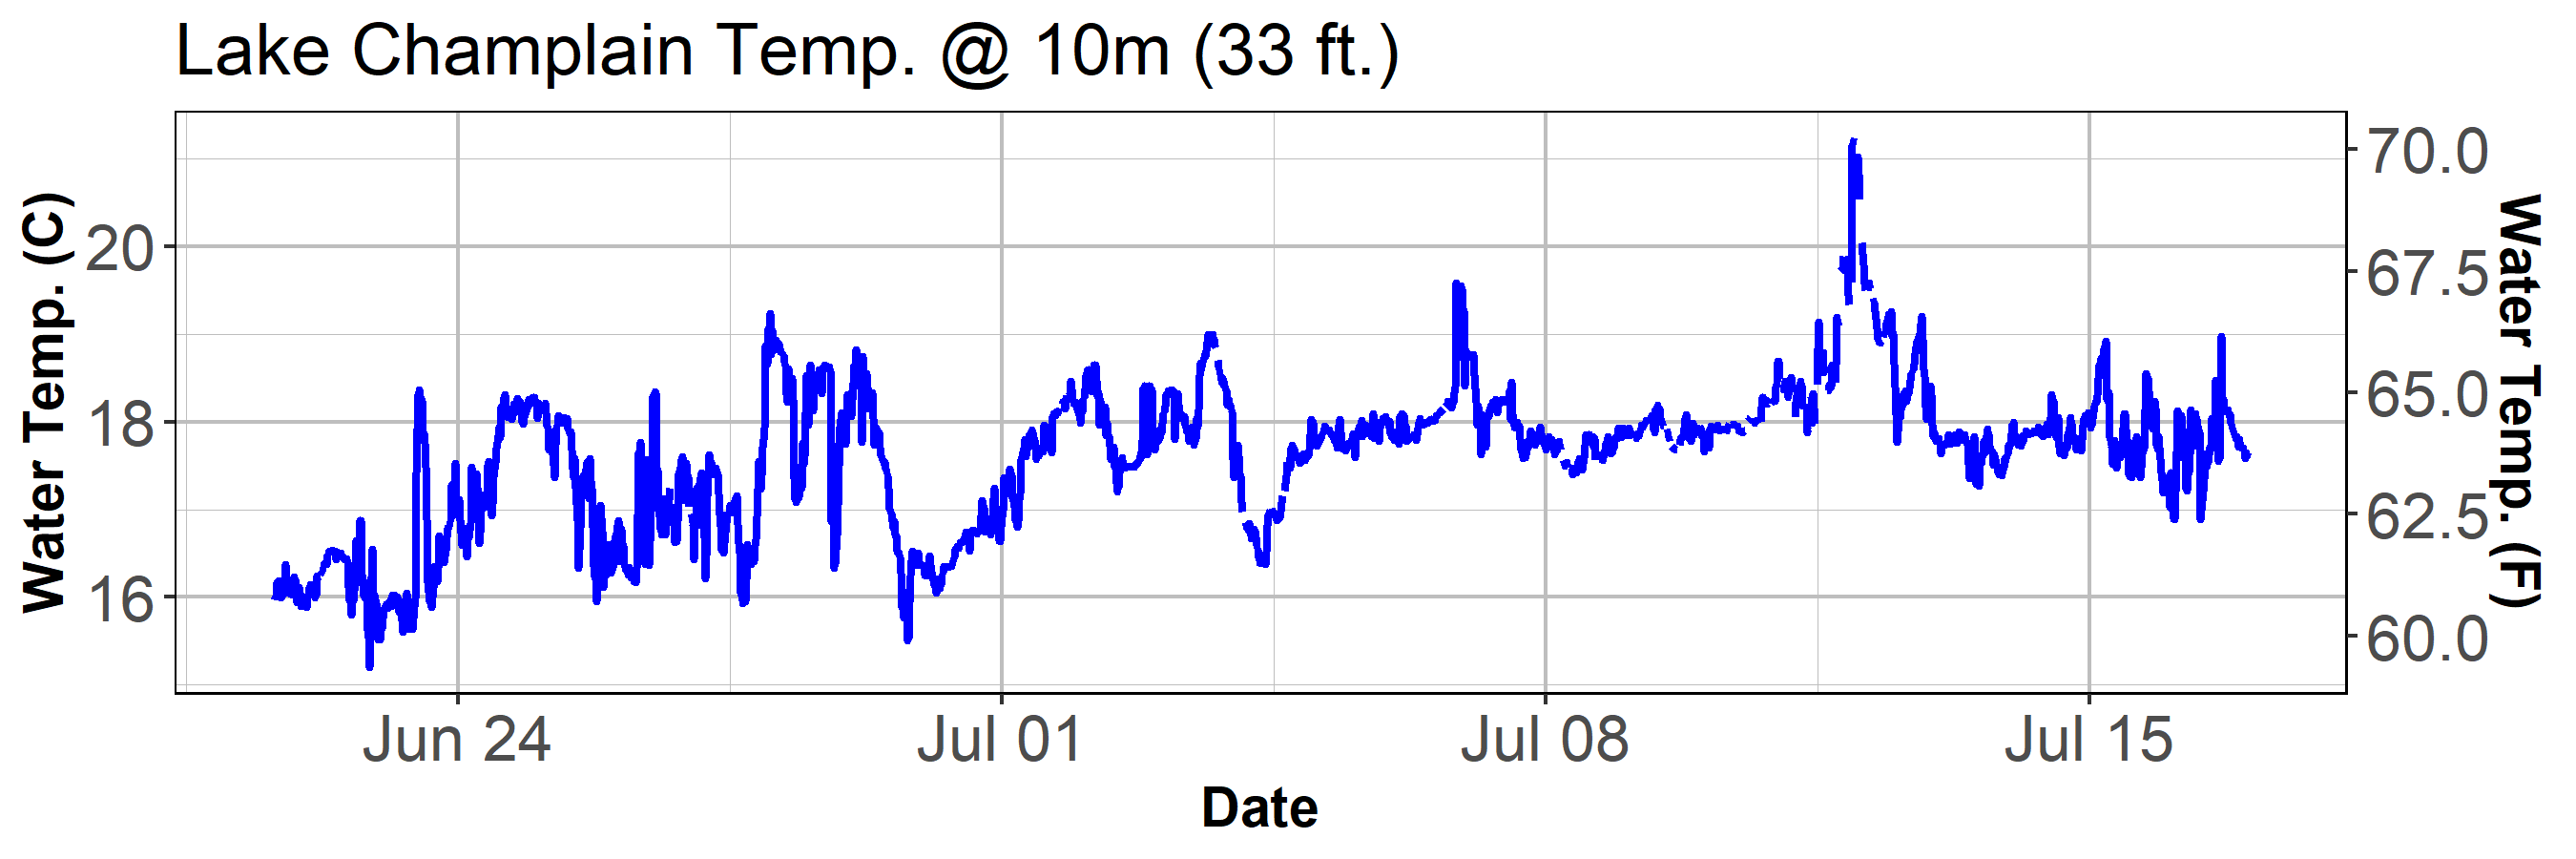 Lake Champlain Temp. @ 10m (33 ft.)
Water Temp. (C)
20
18
16
70.0
67.5
65.0
62.5
60.0
Water Temp. (F)
Jun 24
Jul 01
Jul 08
Jul 15
Date